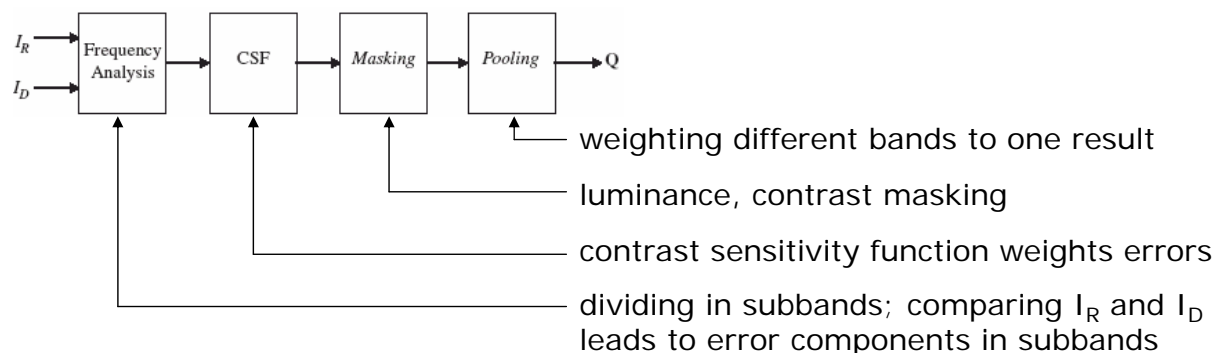 I_R
I_D
Frequency
Analysis
CSF
Masking
Pooling
Q
weighting different bands to one result
luminance, contrast masking
contrast sensitivity function weights errors
dividing in subbands; comparing I_R and I_D
leads to error components in subbands